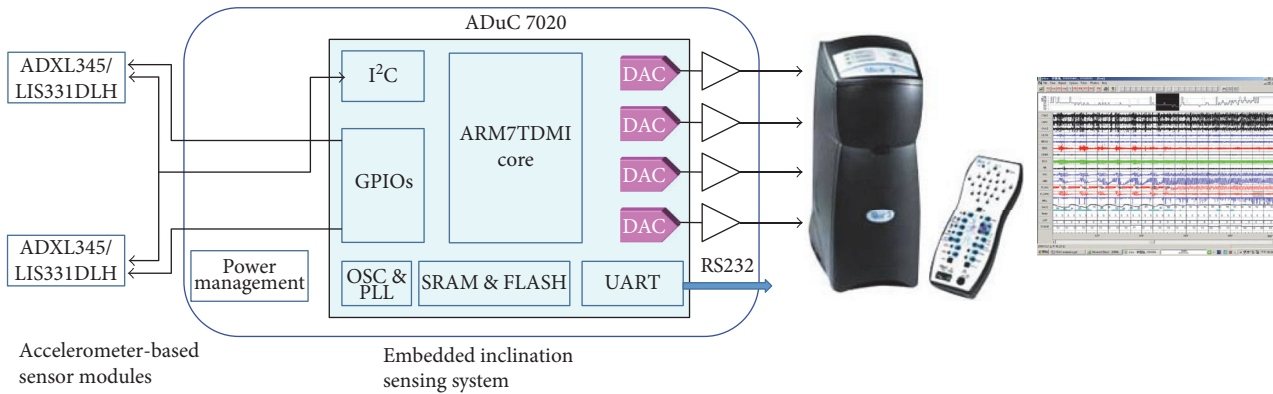 ADuC 7020
ADXL345/
LIS331DLH
I²C
GPIOs
ARM7TDMI
core
DAC
DAC
DAC
DAC
ADXL345/
LIS331DLH
Power
management
OSC &
PLL
SRAM & FLASH
UART
RS232
Accelerometer-based
sensor modules
Embedded inclination
sensing system